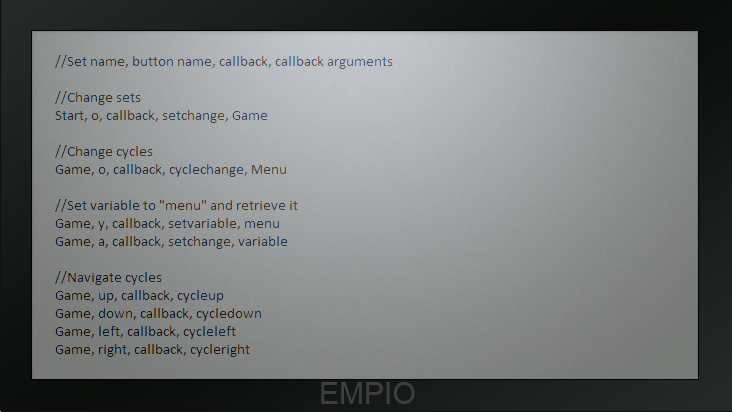 //Set name, button name, callback, callback arguments
//Change sets
Start, o, callback, setchange, Game
//Change cycles
Game, o, callback, cyclechange, Menu
//Set variable to "menu" and retrieve it
Game, y, callback, setvariable, menu
Game, a, callback, setchange, variable
//Navigate cycles
Game, up, callback, cycleup
Game, down, callback, cycledown
Game, left, callback, cycleleft
Game, right, callback, cycleright
EMPIO